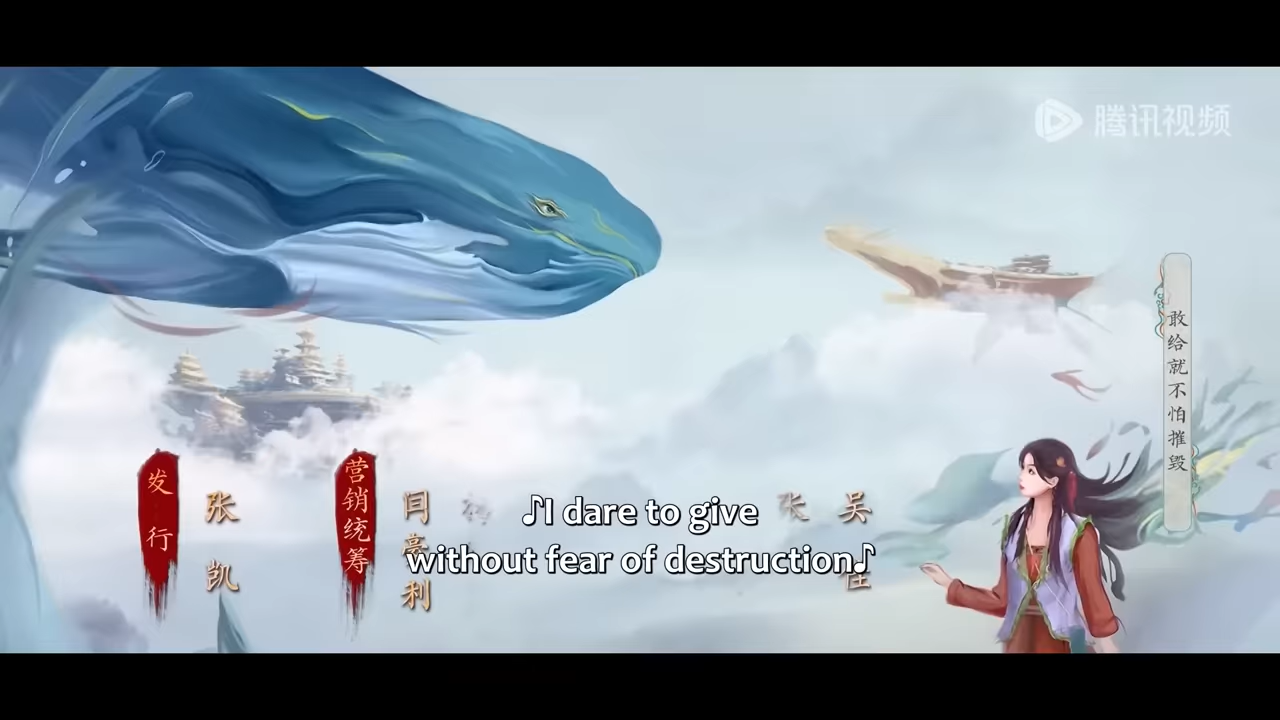 腾讯视频
敢给就不怕摧毁
发行
张凯
营销统筹
闫亮利
张
吴佳
♪I dare to give
without fear of destruction♪